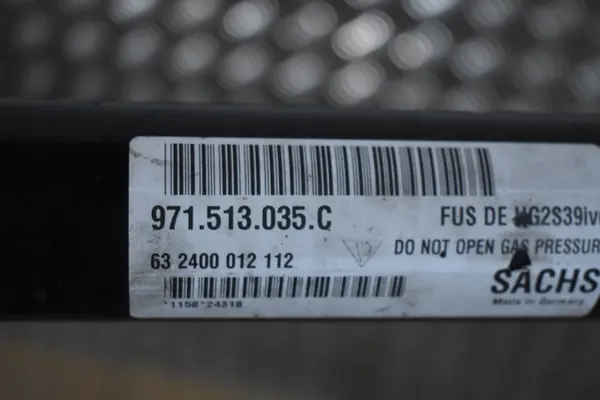 971.513.035.C
FUS DE
63 2400 012 112
DO NOT OPEN GAS PRESSUR
SACHS
Made in Germany
*1158*24318